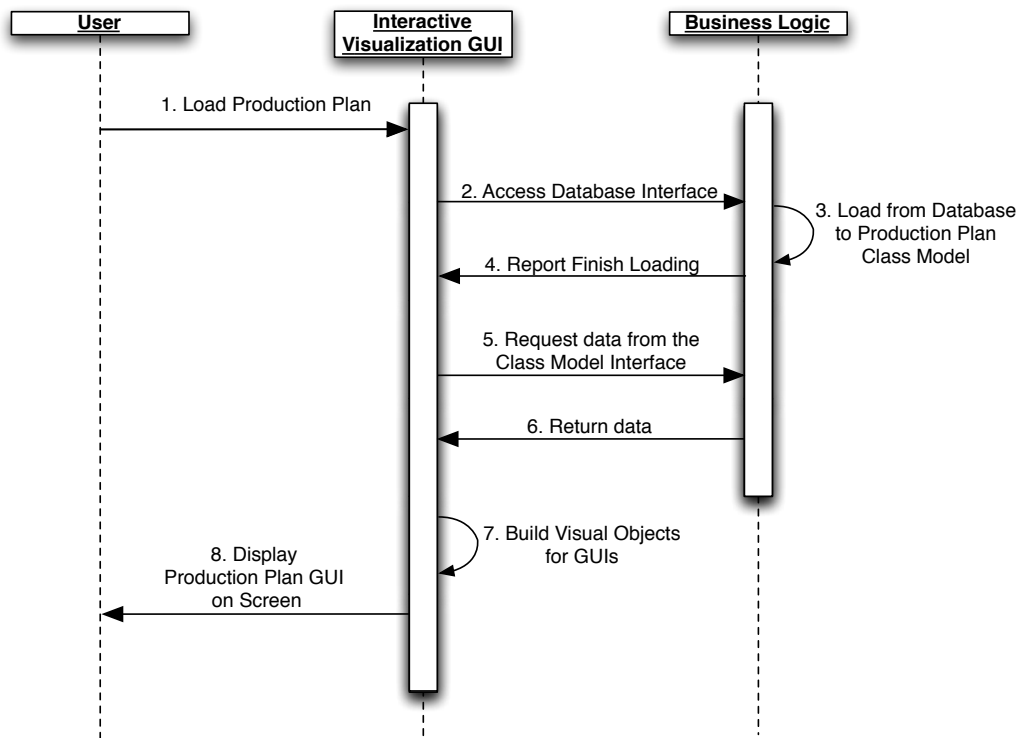 User
Interactive
Visualization GUI
Business Logic
1. Load Production Plan
2. Access Database Interface
3. Load from Database
to Production Plan
Class Model
4. Report Finish Loading
5. Request data from the
Class Model Interface
6. Return data
7. Build Visual Objects
for GUIs
8. Display
Production Plan GUI
on Screen